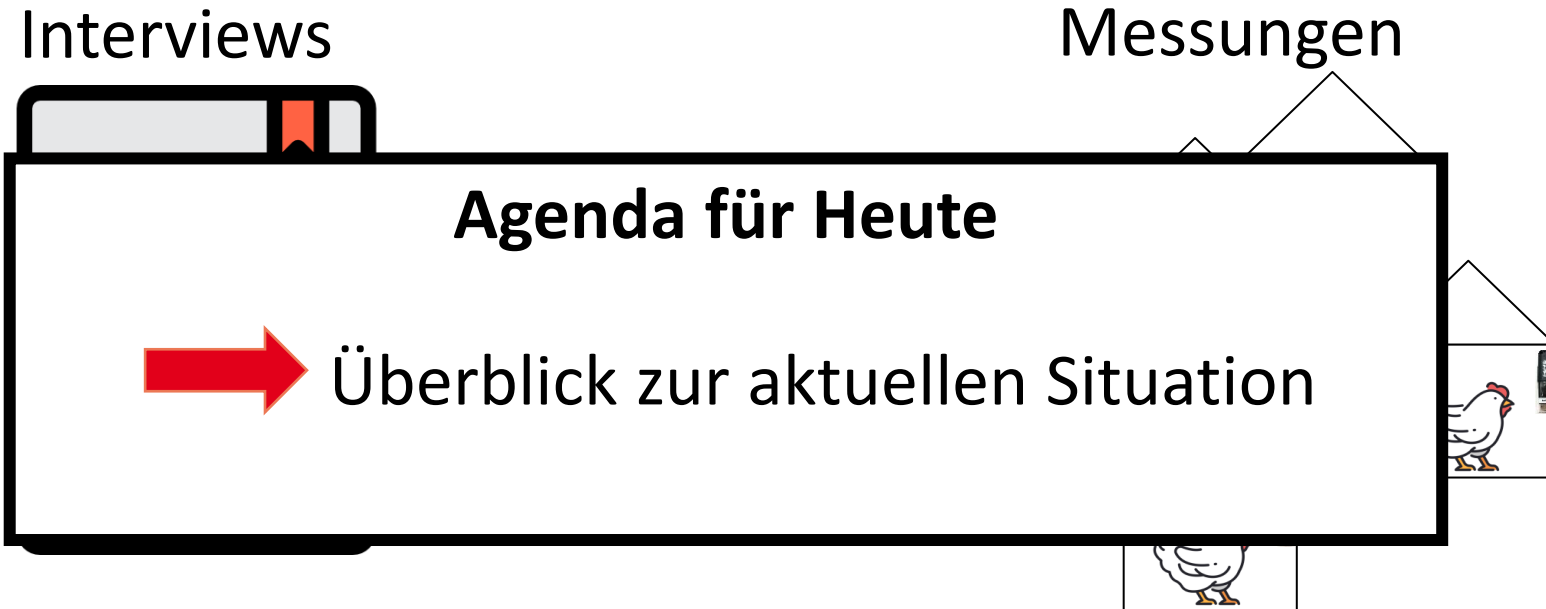 Interviews
Messungen
Agenda für Heute
Überblick zur aktuellen Situation